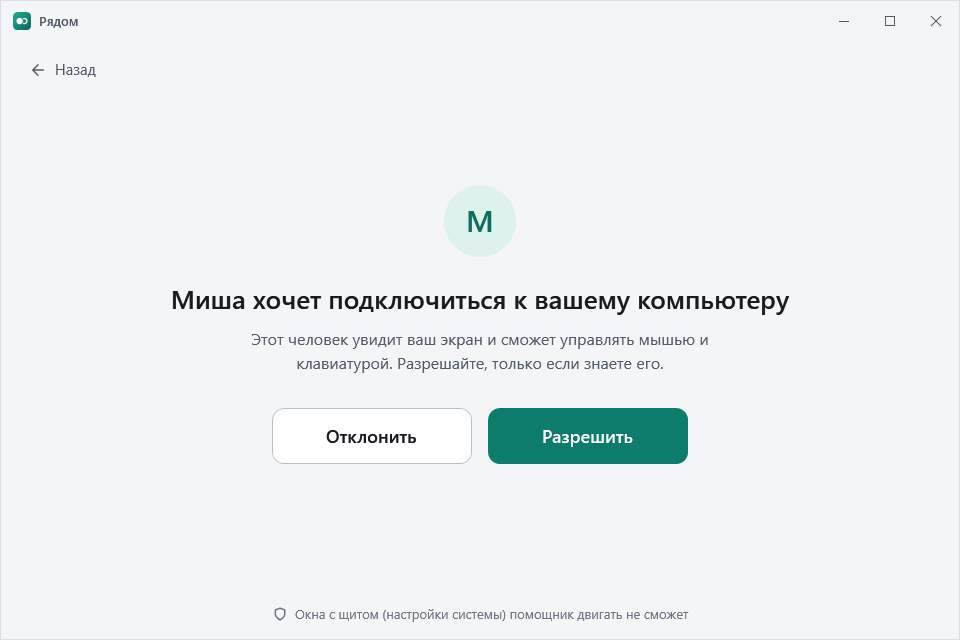 Рядом
Назад
М
Миша хочет подключиться к вашему компьютеру
Этот человек увидит ваш экран и сможет управлять мышью и
клавиатурой. Разрешайте, только если знаете его.
Отклонить
Разрешить
Окна с щитом (настройки системы) помощник двигать не сможет